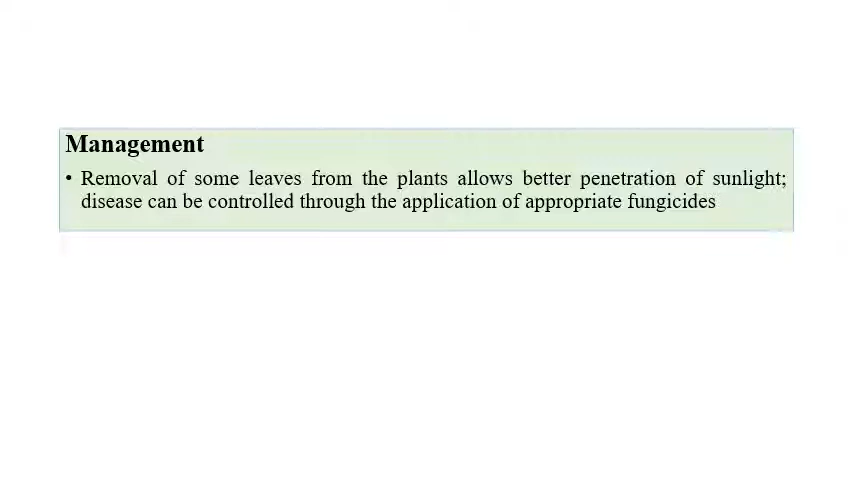 Management
• Removal of some leaves from the plants allows better penetration of sunlight;
disease can be controlled through the application of appropriate fungicides